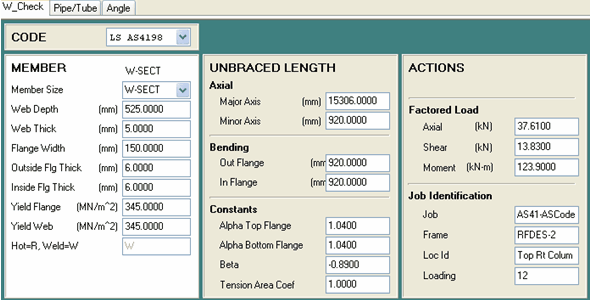 W_Check Pipe/Tube Angle
CODE LS AS4198
MEMBER W-SECT
Member Size W-SECT
Web Depth (mm) 525.0000
Web Thick (mm) 5.0000
Flange Width (mm) 150.0000
Outside Flg Thick (mm) 6.0000
Inside Flg Thick (mm) 6.0000
Yield Flange (MN/m^2) 345.0000
Yield Web (MN/m^2) 345.0000
Hot=R, Weld=W W
UNBRACED LENGTH
Axial
Major Axis (mm) 15306.0000
Minor Axis (mm) 920.0000
Bending
Out Flange (mm 920.0000
In Flange (mm 920.0000
Constants
Alpha Top Flange 1.0400
Alpha Bottom Flange 1.0400
Beta -0.8900
Tension Area Coef 1.0000
ACTIONS
Factored Load
Axial (kN) 37.6100
Shear (kN) 13.8300
Moment (kN-m) 123.9000
Job Identification
Job AS41-ASCode
Frame RFDES-2
Loc Id Top Rt Colum
Loading 12